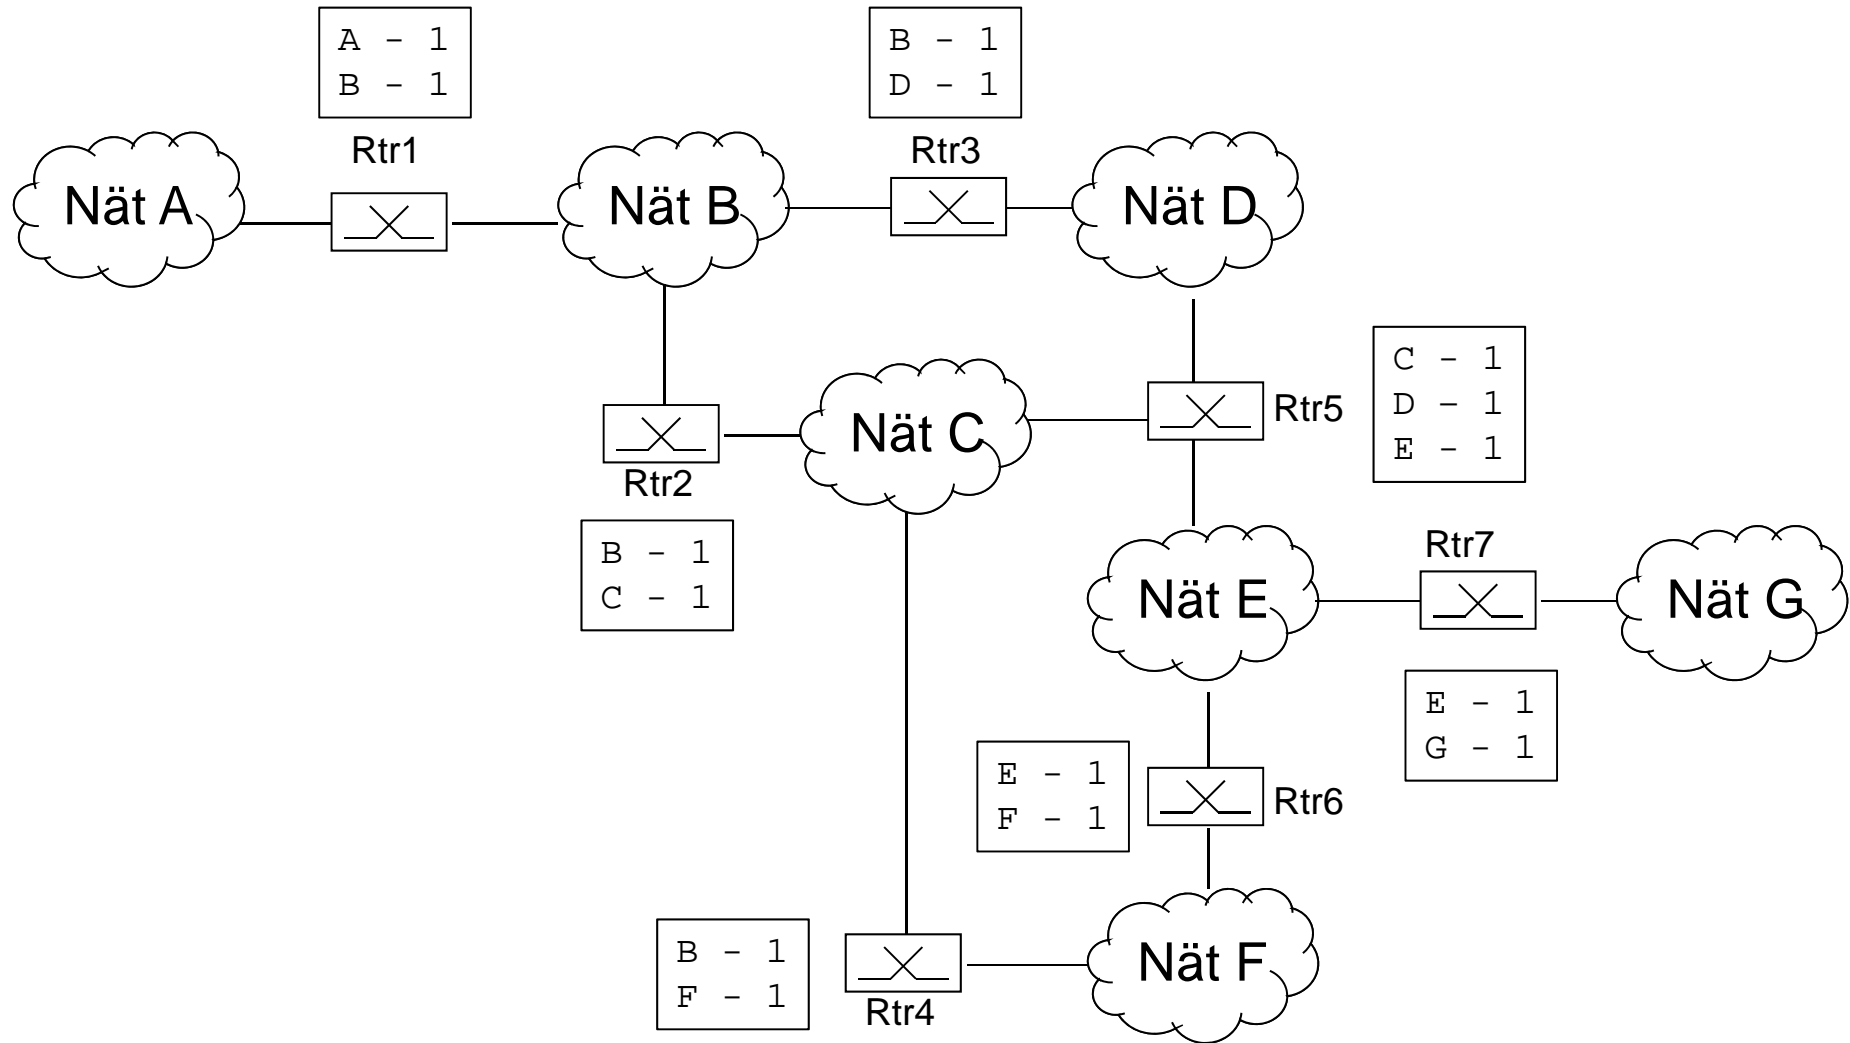 A - 1
B - 1
B - 1
D - 1
Rtr1
Rtr3
Nät A
Nät B
Nät D
C - 1
D - 1
E - 1
Rtr5
Nät C
Rtr2
B - 1
C - 1
Rtr7
Nät E
Nät G
E - 1
G - 1
E - 1
F - 1
Rtr6
B - 1
F - 1
Nät F
Rtr4